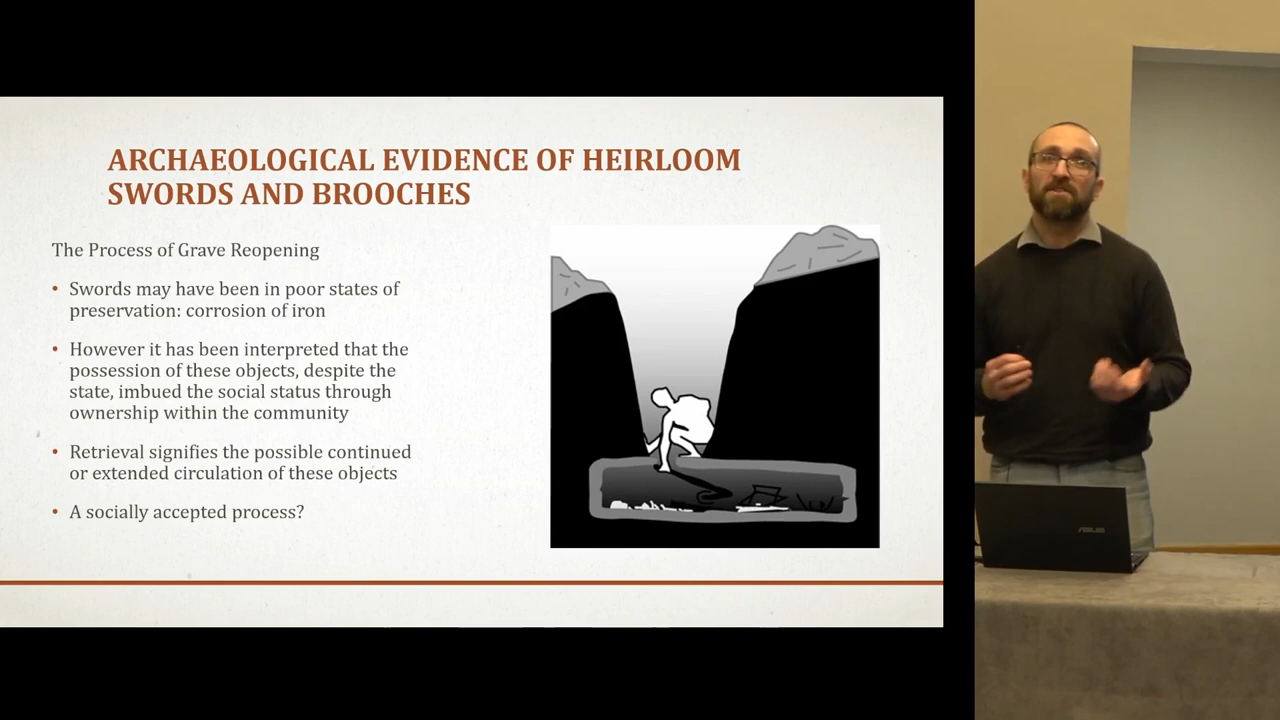 ARCHAEOLOGICAL EVIDENCE OF HEIRLOOM
SWORDS AND BROOCHES
The Process of Grave Reopening
• Swords may have been in poor states of
preservation: corrosion of iron
• However it has been interpreted that the
possession of these objects, despite the
state, imbued the social status through
ownership within the community
• Retrieval signifies the possible continued
or extended circulation of these objects
• A socially accepted process?
ASUS